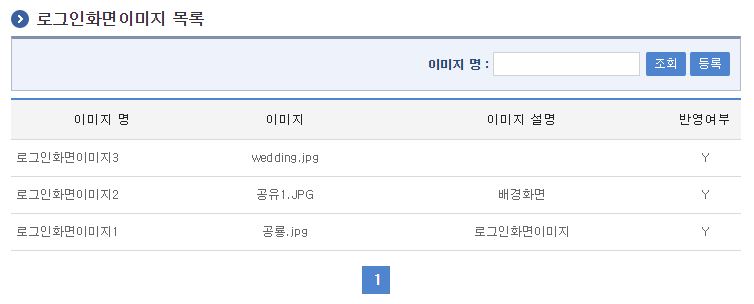 로그인화면이미지 목록
이미지 명 : 조회 등록
이미지 명 이미지 이미지 설명 반영여부
로그인화면이미지3 wedding.jpg Y
로그인화면이미지2 공유1.JPG 배경화면 Y
로그인화면이미지1 공룡.jpg 로그인화면이미지 Y
1